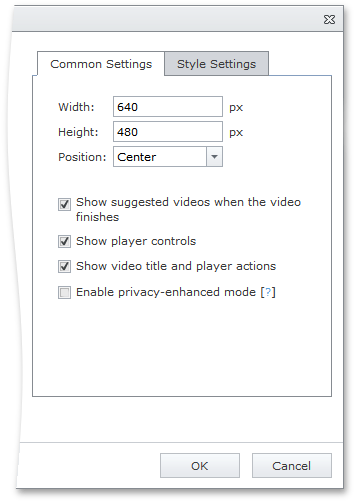 Common Settings Style Settings
Width: 640 px
Height: 480 px
Position: Center
Show suggested videos when the video
finishes
Show player controls
Show video title and player actions
Enable privacy-enhanced mode [?]
OK Cancel